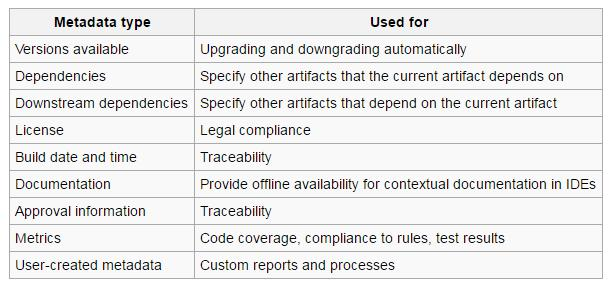 Metadata type Used for
Versions available Upgrading and downgrading automatically
Dependencies Specify other artifacts that the current artifact depends on
Downstream dependencies Specify other artifacts that depend on the current artifact
License Legal compliance
Build date and time Traceability
Documentation Provide offline availability for contextual documentation in IDEs
Approval information Traceability
Metrics Code coverage, compliance to rules, test results
User-created metadata Custom reports and processes